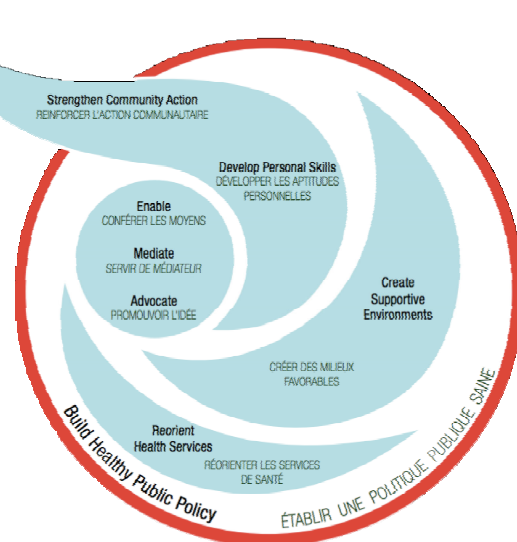 Strengthen Community Action
REINFORCER L'ACTION COMMUNAUTAIRE
Develop Personal Skills
DÉVELOPPER LES APTITUDES
PERSONNELLES
Enable
CONFÉRER LES MOYENS
Mediate
SERVIR DE MÉDIATEUR
Advocate
PROMOUVOIR L'IDÉE
Create
Supportive
Environments
CRÉER DES MILIEUX
FAVORABLES
Reorient
Health Services
RÉORIENTER LES SERVICES
DE SANTÉ
Build Healthy Public Policy
ÉTABLIR UNE POLITIQUE PUBLIQUE SAINE